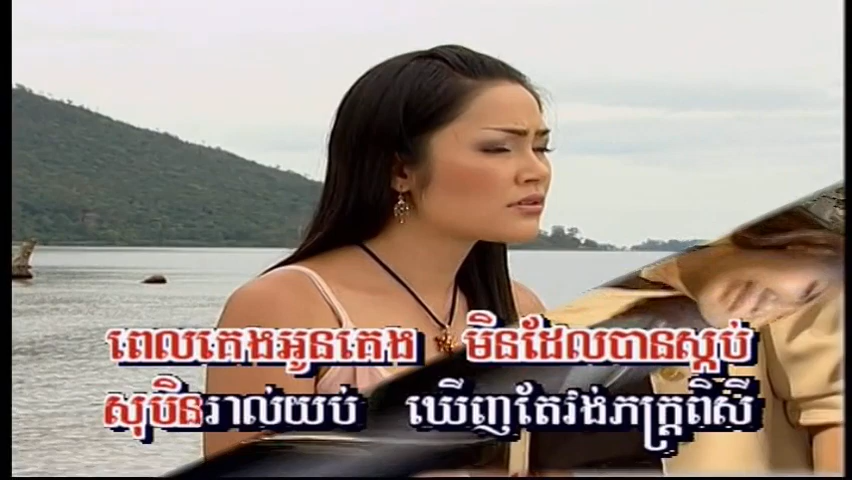 ពេលគេងអូនគេង មិនដែលបានស្កប់
សុបិនរាល់យប់ ឃើញតែវង់ភក្ត្រពិសី